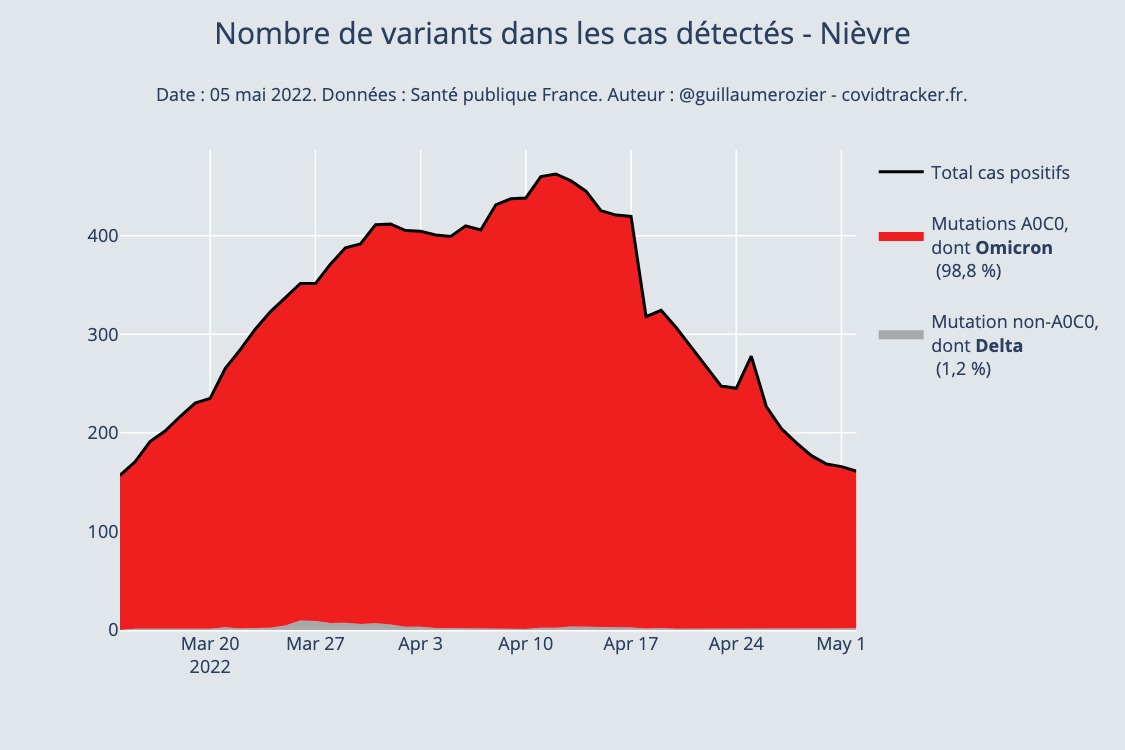 Nombre de variants dans les cas détectés - Nièvre
Date : 05 mai 2022. Données : Santé publique France. Auteur : @guillaumerozier - covidtracker.fr.
Total cas positifs
Mutations A0C0,
dont Omicron
(98,8 %)
Mutation non-A0C0,
dont Delta
(1,2 %)
400
300
200
100
0
Mar 20 Mar 27 Apr 3 Apr 10 Apr 17 Apr 24 May 1
2022